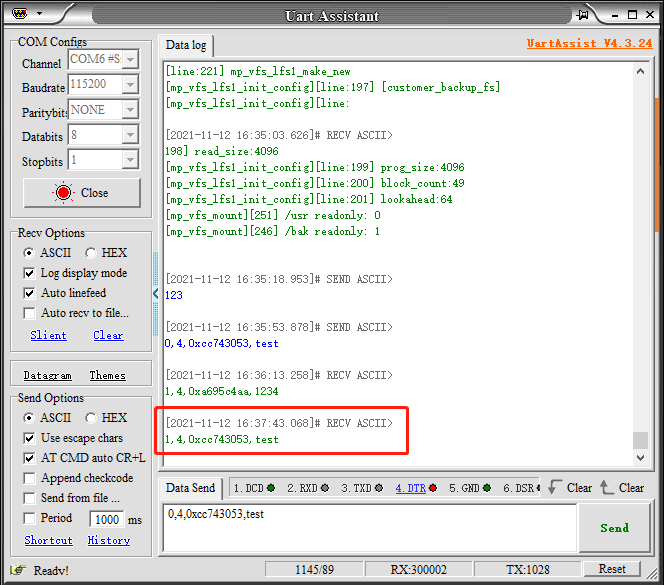 Uart Assistant
COM Configs
Channel COM6 #S
Baudrate 115200
Paritybits NONE
Databits 8
Stopbits 1
Close
Recv Options
ASCII HEX
Log display mode
Auto linefeed
Auto recv to file...
Slient Clear
Datagram Themes
Send Options
ASCII HEX
Use escape chars
AT CMD auto CR+L
Append checkcode
Send from file ...
Period 1000 ms
Shortcut History
Data log
UartAssist V4.3.24
[line:221] mp_vfs_lfs1_make_new
[mp_vfs_lfs1_init_config][line:197] [customer_backup_fs]
[mp_vfs_lfs1_init_config][line:
[2021-11-12 16:35:03.626]# RECV ASCII>
198] read_size:4096
[mp_vfs_lfs1_init_config][line:199] prog_size:4096
[mp_vfs_lfs1_init_config][line:200] block_count:49
[mp_vfs_lfs1_init_config][line:201] lookahead:64
[mp_vfs_mount][251] /usr readonly: 0
[mp_vfs_mount][246] /bak readonly: 1
[2021-11-12 16:35:18.953]# SEND ASCII>
123
[2021-11-12 16:35:53.878]# SEND ASCII>
0,4,0xcc743053,test
[2021-11-12 16:36:13.258]# RECV ASCII>
1,4,0xa695c4aa,1234
[2021-11-12 16:37:43.068]# RECV ASCII>
1,4,0xcc743053,test
Data Send
1.DCD 2.RXD 3.TXD 4.DTR 5.GND 6.DSR
Clear Clear
0,4,0xcc743053,test
Send
Ready!
1145/89
RX:300002
TX:1028
Reset